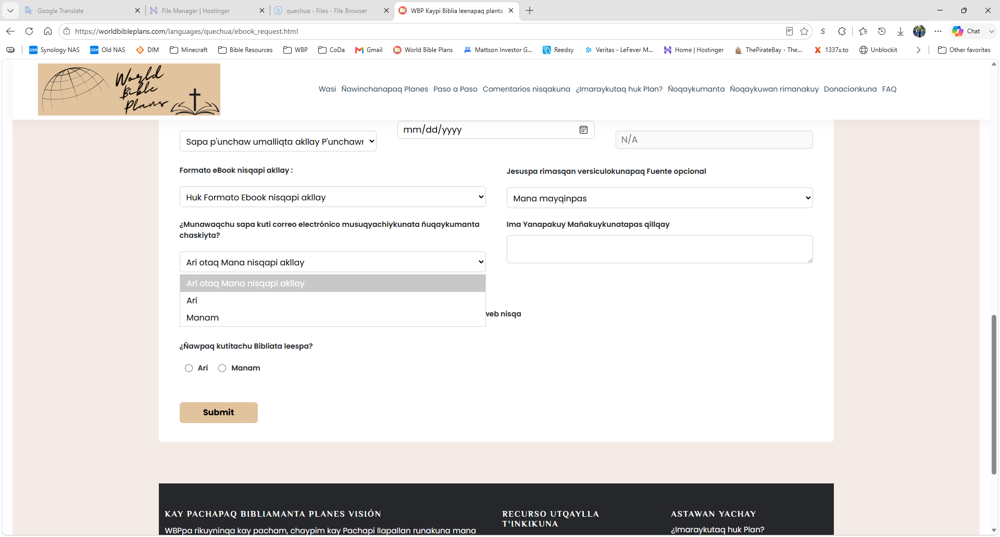 Google Translate
File Manager | Hostinger
quechua - Files - File Browser
WBP Kaypi Biblia leenapaq planta
https://worldbibleplans.com/languages/quechua/ebook_request.html
Chat
Synology NAS
Old NAS
DIM
Minecraft
Bible Resources
WBP
CoDa
Gmail
World Bible Plans
Mattson Investor G...
Reedsy
Veritas - LeFever M...
Home | Hostinger
ThePirateBay - The...
1337x.to
Unblockit
Other favorites
World
Bible
Plans
Wasi
Ñawinchanapaq Planes
Paso a Paso
Comentarios nisqakuna
¿Imaraykutaq huk Plan?
Ñoqaykumanta
Ñoqaykuwan rimanakuy
Donacionkuna
FAQ
Sapa p'unchaw umalliqta akllay P'unchawr
mm/dd/yyyy
N/A
Formato eBook nisqapi akllay :
Jesuspa rimasqan versiculokunapaq Fuente opcional
Huk Formato Ebook nisqapi akllay
Mana mayqinpas
¿Munawaqchu sapa kuti correo electrónico musuqyachiykunata ñuqaykumanta
chaskiyta?
Ima Yanapakuy Mañakuykunatapas qillqay
Arí otaq Mana nisqapi akllay
Arí otaq Mana nisqapi akllay
Arí
Manam
web nisqa
¿Ñawpaq kutitachu Bibliata leespa?
Arí
Manam
Submit
KAY PACHAPAQ BIBLIAMANTA PLANES VISIÓN
WBPpa rikuyninqa kay pacham, chaypim kay Pachapi llapallan runakuna mana
RECURSO UTQAYLLA
T'INKIKUNA
ASTAWAN YACHAY
¿Imaraykutaq huk Plan?